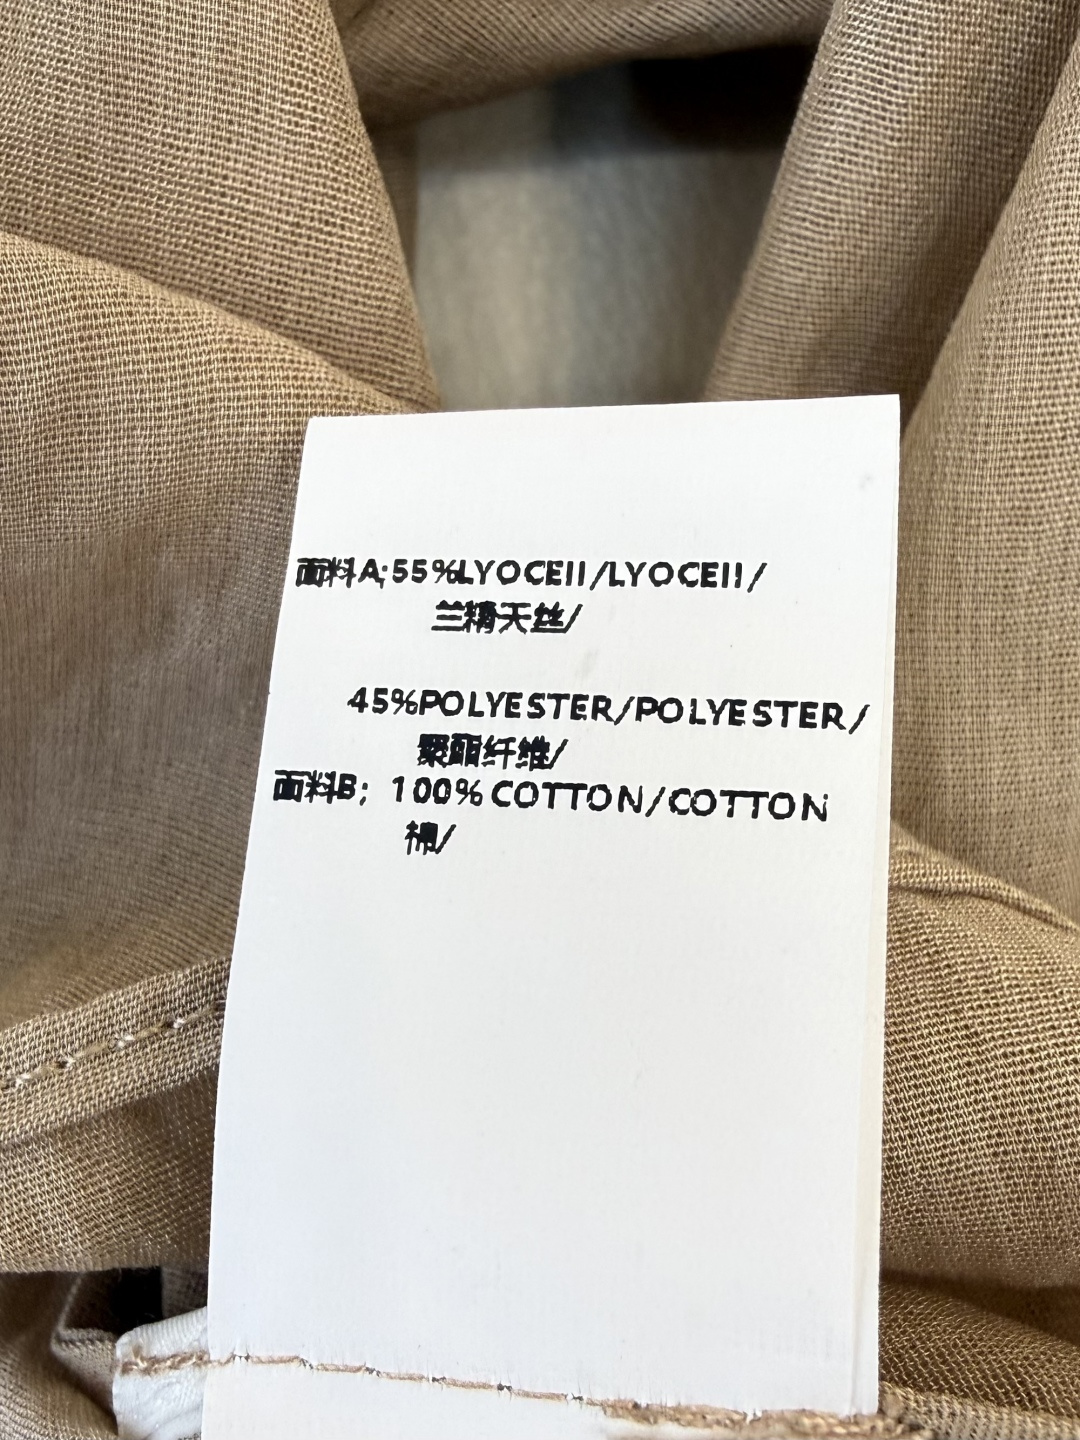 面料A:55%LYOCEll/LYOCEll/
兰精天丝/
45%POLYESTER/POLYESTER/
聚酯纤维/
面料B: 100%COTTON/COTTON
棉/